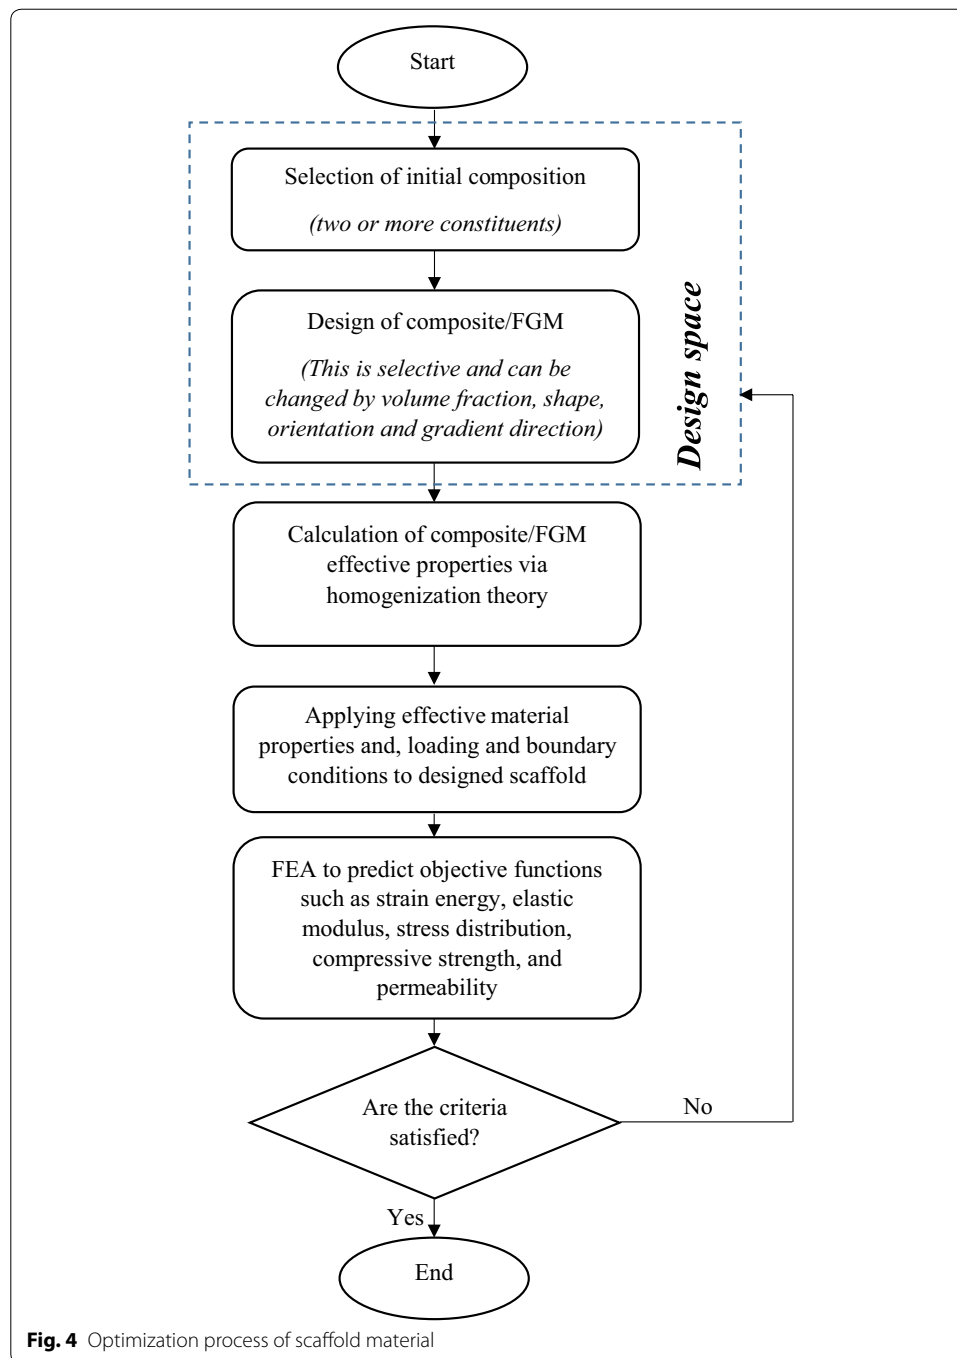 Start
Selection of initial composition
(two or more constituents)
Design of composite/FGM
(This is selective and can be
changed by volume fraction, shape,
orientation and gradient direction)
Design space
Calculation of composite/FGM
effective properties via
homogenization theory
Applying effective material
properties and, loading and boundary
conditions to designed scaffold
FEA to predict objective functions
such as strain energy, elastic
modulus, stress distribution,
compressive strength, and
permeability
Are the criteria
satisfied?
No
Yes
End
Fig. 4 Optimization process of scaffold material